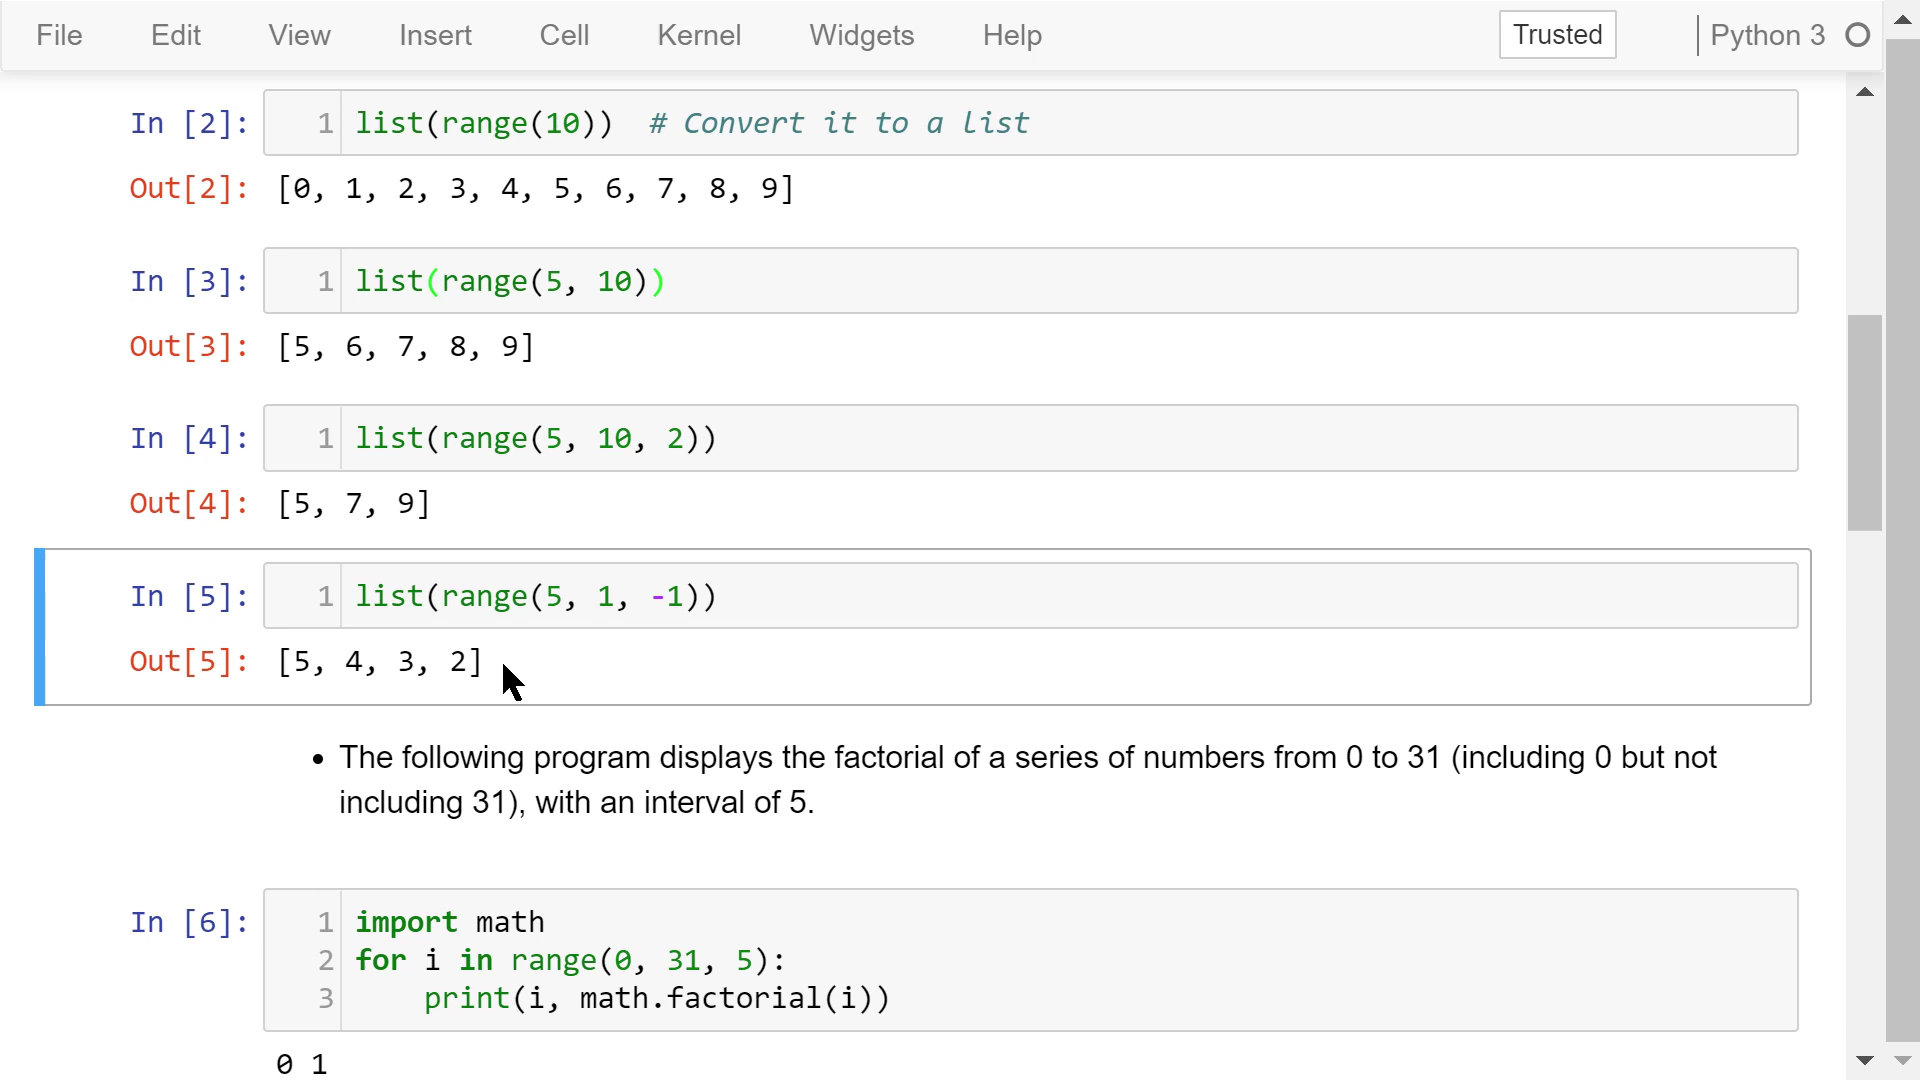 File Edit View Insert Cell Kernel Widgets Help Trusted Python 3
In [2]: 1 list(range(10))  # Convert it to a list
Out[2]: [0, 1, 2, 3, 4, 5, 6, 7, 8, 9]
In [3]: 1 list(range(5, 10))
Out[3]: [5, 6, 7, 8, 9]
In [4]: 1 list(range(5, 10, 2))
Out[4]: [5, 7, 9]
In [5]: 1 list(range(5, 1, -1))
Out[5]: [5, 4, 3, 2]
• The following program displays the factorial of a series of numbers from 0 to 31 (including 0 but not
including 31), with an interval of 5.
In [6]: 1 import math
2 for i in range(0, 31, 5):
3     print(i, math.factorial(i))
0 1